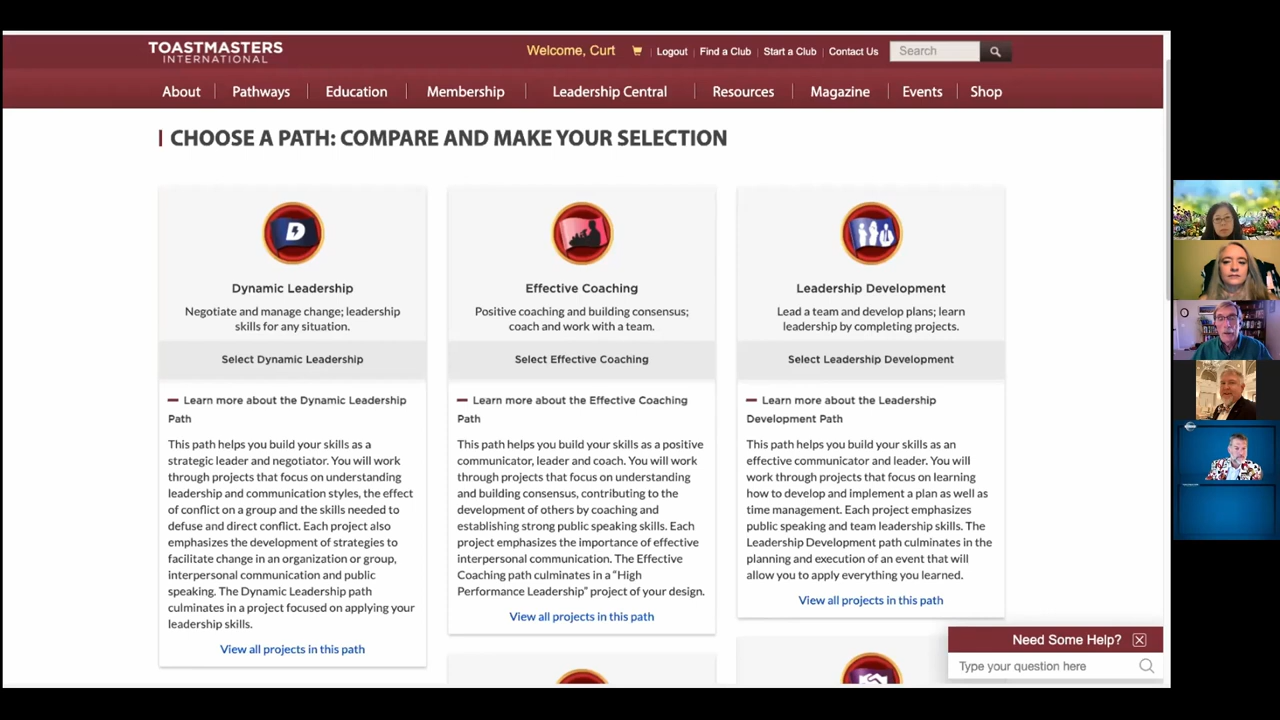 TOASTMASTERS
INTERNATIONAL
Welcome, Curt
Logout
Find a Club
Start a Club
Contact Us
Search
About
Pathways
Education
Membership
Leadership Central
Resources
Magazine
Events
Shop
CHOOSE A PATH: COMPARE AND MAKE YOUR SELECTION
D
Dynamic Leadership
Negotiate and manage change; leadership
skills for any situation.
Select Dynamic Leadership
Learn more about the Dynamic Leadership
Path
This path helps you build your skills as a
strategic leader and negotiator. You will work
through projects that focus on understanding
leadership and communication styles, the effect
of conflict on a group and the skills needed to
defuse and direct conflict. Each project also
emphasizes the development of strategies to
facilitate change in an organization or group,
interpersonal communication and public
speaking. The Dynamic Leadership path
culminates in a project focused on applying your
leadership skills.
View all projects in this path
Effective Coaching
Positive coaching and building consensus;
coach and work with a team.
Select Effective Coaching
Learn more about the Effective Coaching
Path
This path helps you build your skills as a positive
communicator, leader and coach. You will work
through projects that focus on understanding
and building consensus, contributing to the
development of others by coaching and
establishing strong public speaking skills. Each
project emphasizes the importance of effective
interpersonal communication. The Effective
Coaching path culminates in a “High
Performance Leadership” project of your design.
View all projects in this path
Leadership Development
Lead a team and develop plans; learn
leadership by completing projects.
Select Leadership Development
Learn more about the Leadership
Development Path
This path helps you build your skills as an
effective communicator and leader. You will
work through projects that focus on learning
how to develop and implement a plan as well as
time management. Each project emphasizes
public speaking and team leadership skills. The
Leadership Development path culminates in the
planning and execution of an event that will
allow you to apply everything you learned.
View all projects in this path
Need Some Help?
Type your question here